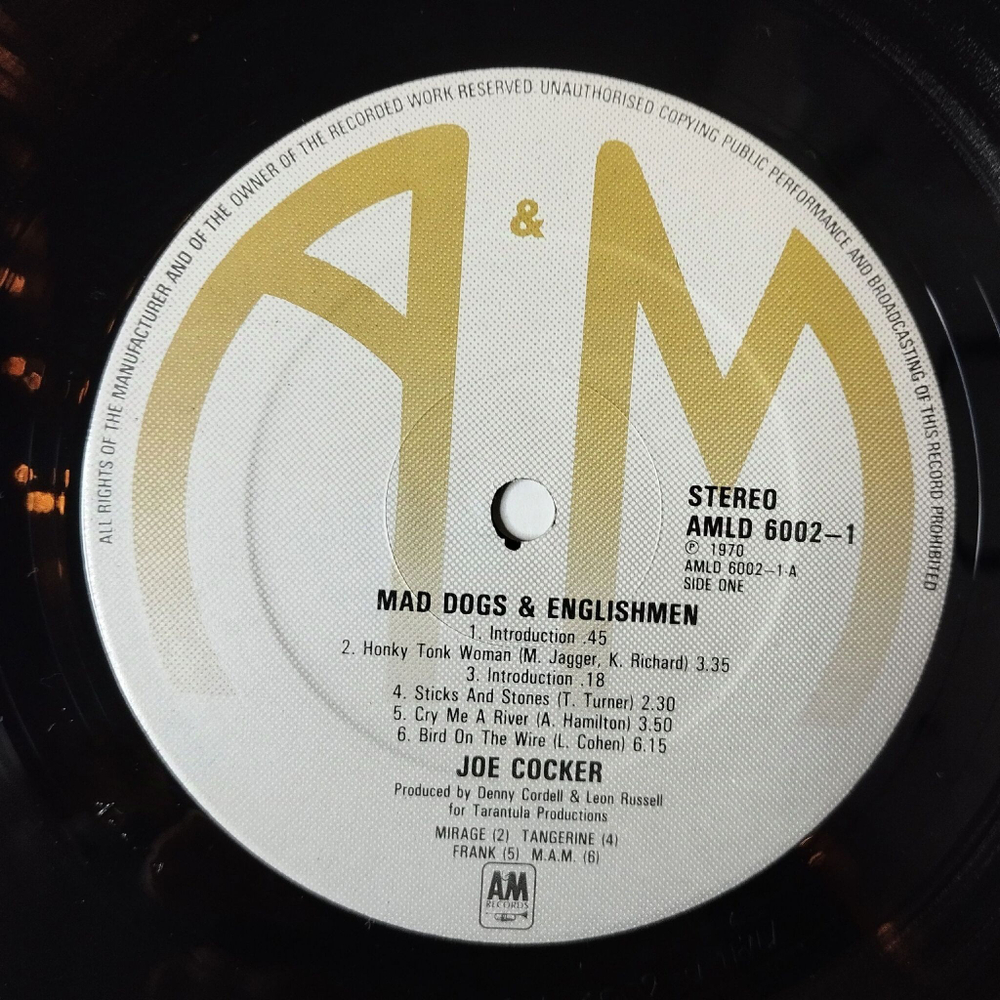 ALL RIGHTS OF THE MANUFACTURER AND OF THE OWNER OF THE RECORDED WORK RESERVED UNAUTHORISED COPYING PUBLIC PERFORMANCE AND BROADCASTING OF THIS RECORD PROHIBITED
A & M
STEREO
AMLD 6002–1
℗ 1970
AMLD 6002–1·A
SIDE ONE
MAD DOGS & ENGLISHMEN
1. Introduction .45
2. Honky Tonk Woman (M. Jagger, K. Richard) 3.35
3. Introduction .18
4. Sticks And Stones (T. Turner) 2.30
5. Cry Me A River (A. Hamilton) 3.50
6. Bird On The Wire (L. Cohen) 6.15
JOE COCKER
Produced by Denny Cordell & Leon Russell
for Tarantula Productions
MIRAGE (2) TANGERINE (4)
FRANK (5) M.A.M. (6)
AM
RECORDS